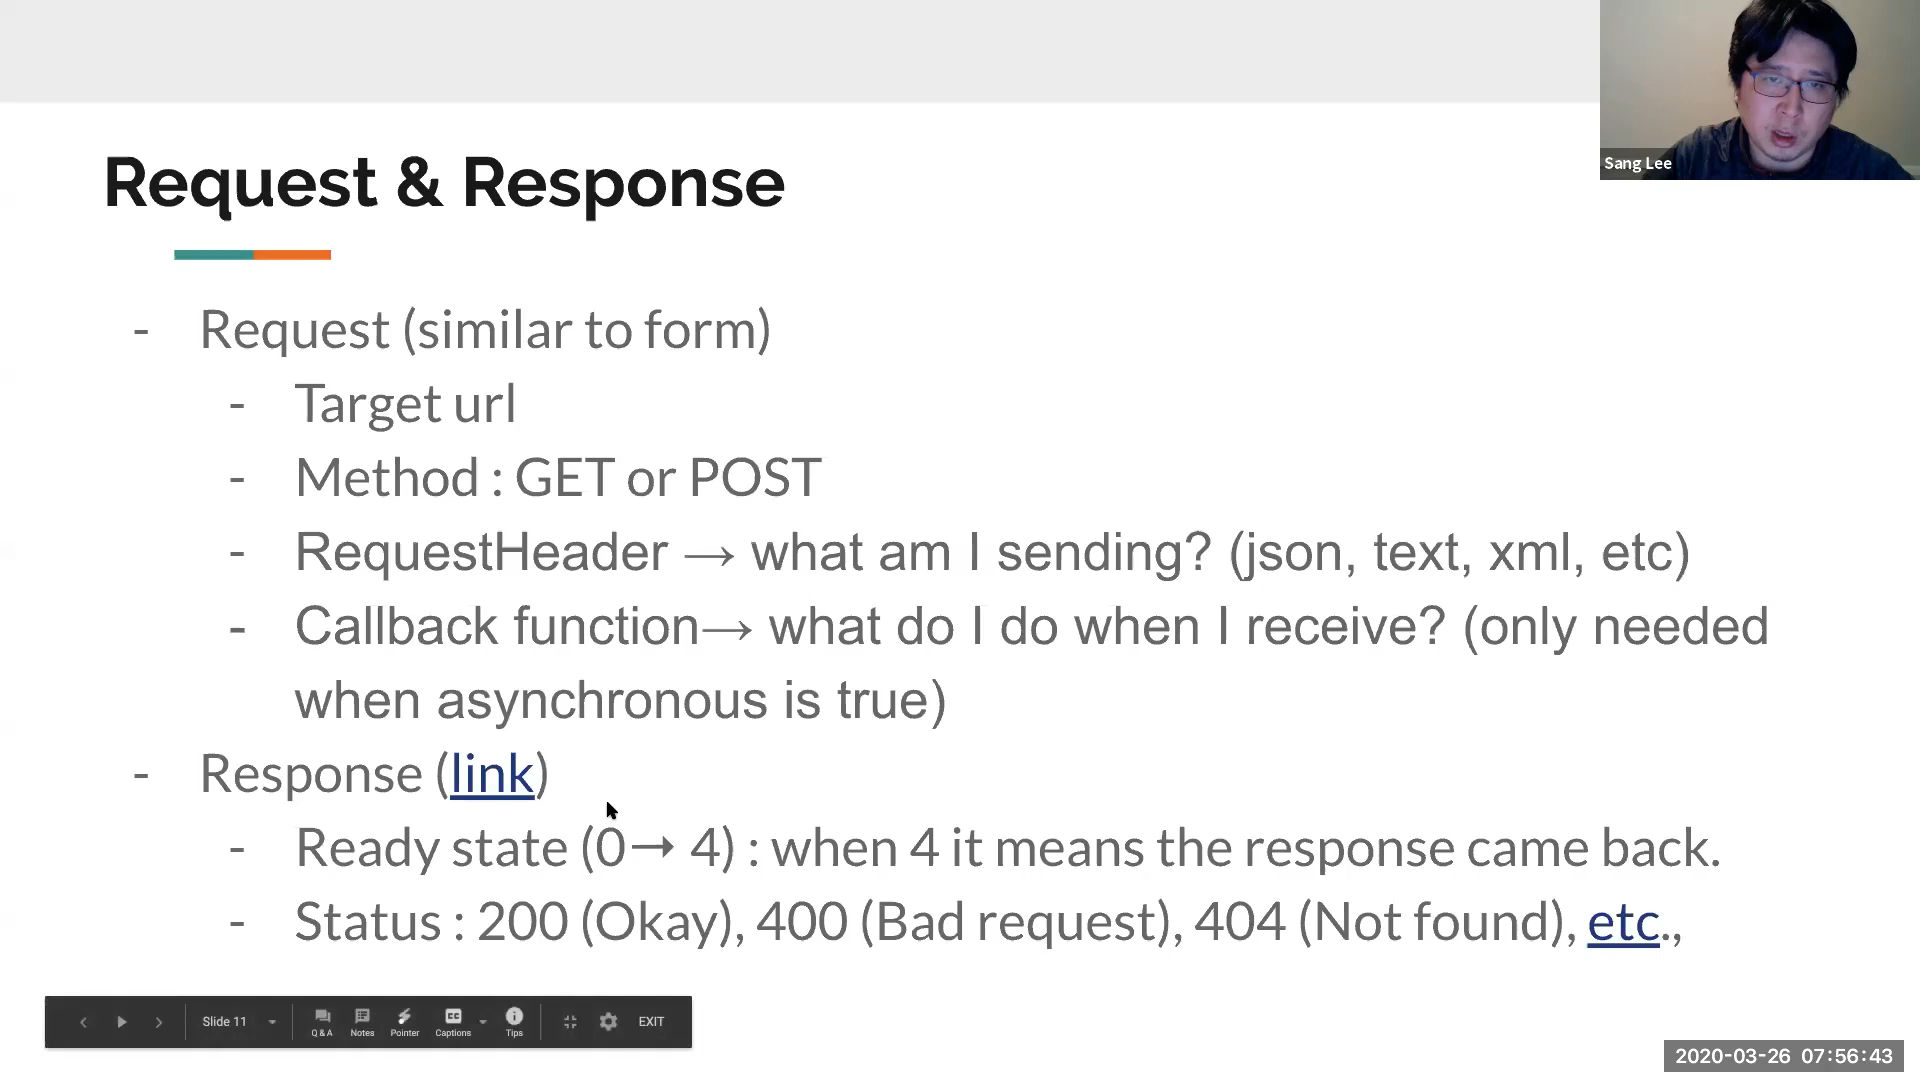 Sang Lee
Request & Response
- Request (similar to form)
- Target url
- Method : GET or POST
- RequestHeader → what am I sending? (json, text, xml, etc)
- Callback function→ what do I do when I receive? (only needed
when asynchronous is true)
- Response (link)
- Ready state (0→ 4) : when 4 it means the response came back.
- Status : 200 (Okay), 400 (Bad request), 404 (Not found), etc.,
Slide 11
Q & A
Notes
Pointer
Captions
Tips
EXIT
2020-03-26 07:56:43